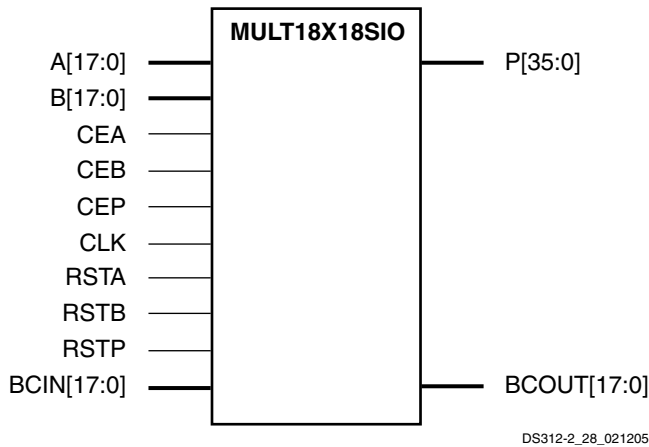 MULT18X18SIO
A[17:0]
P[35:0]
B[17:0]
CEA
CEB
CEP
CLK
RSTA
RSTB
RSTP
BCIN[17:0]
BCOUT[17:0]
DS312-2_28_021205